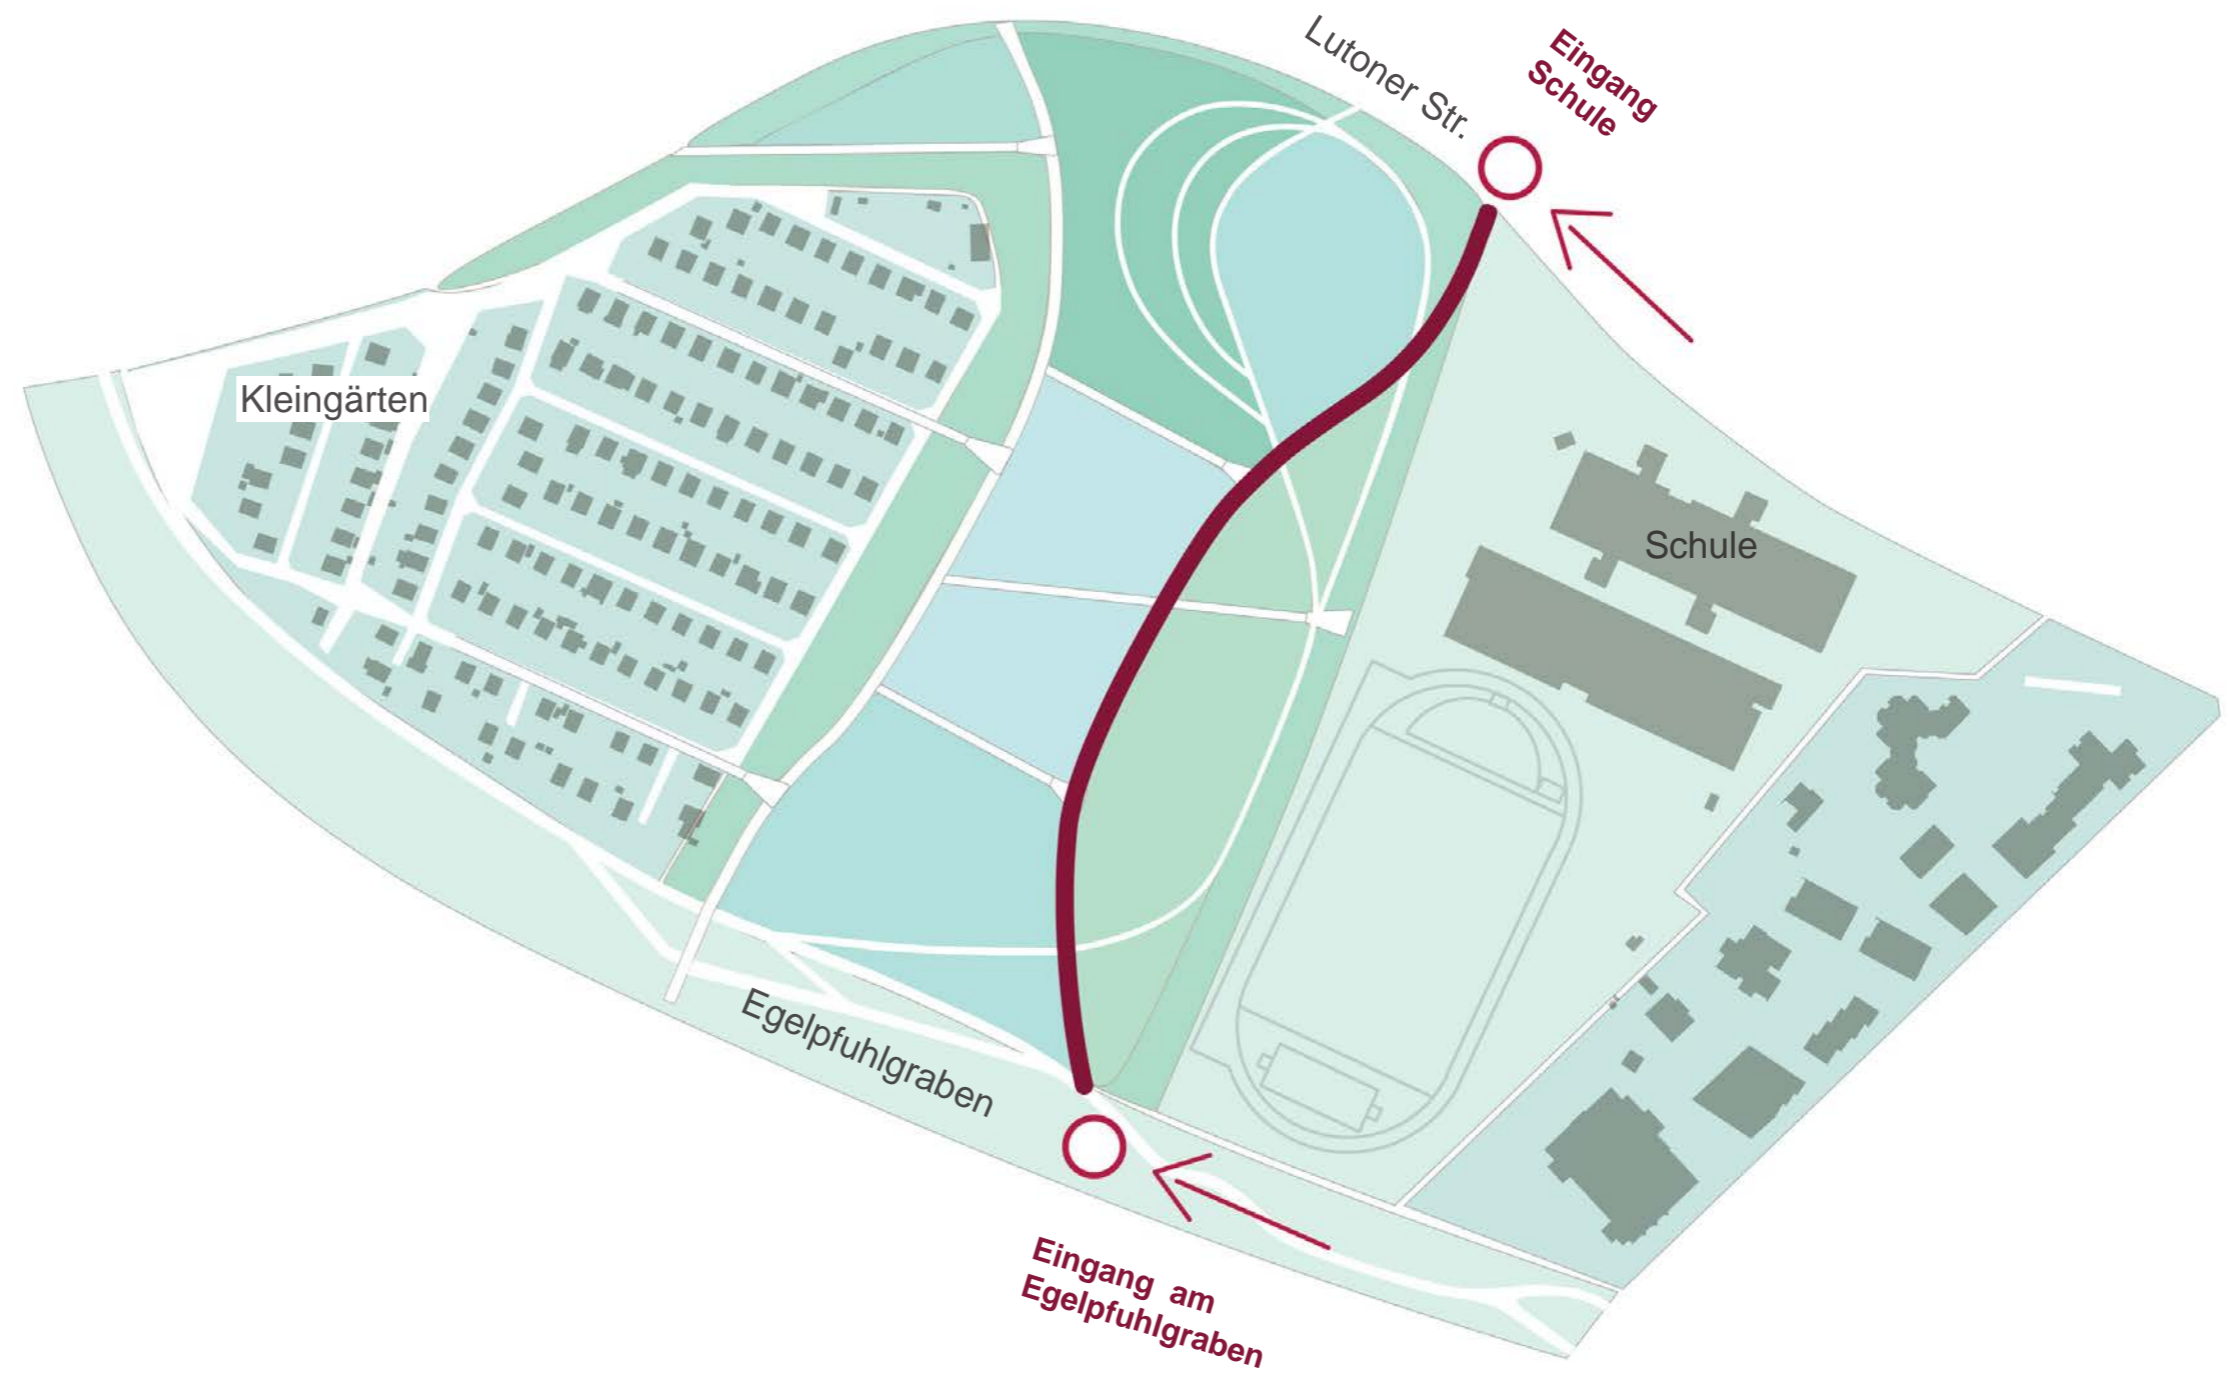 Lutoner Str.
Eingang
Schule
Kleingärten
Schule
Egelpfuhlgraben
Eingang am
Egelpfuhlgraben